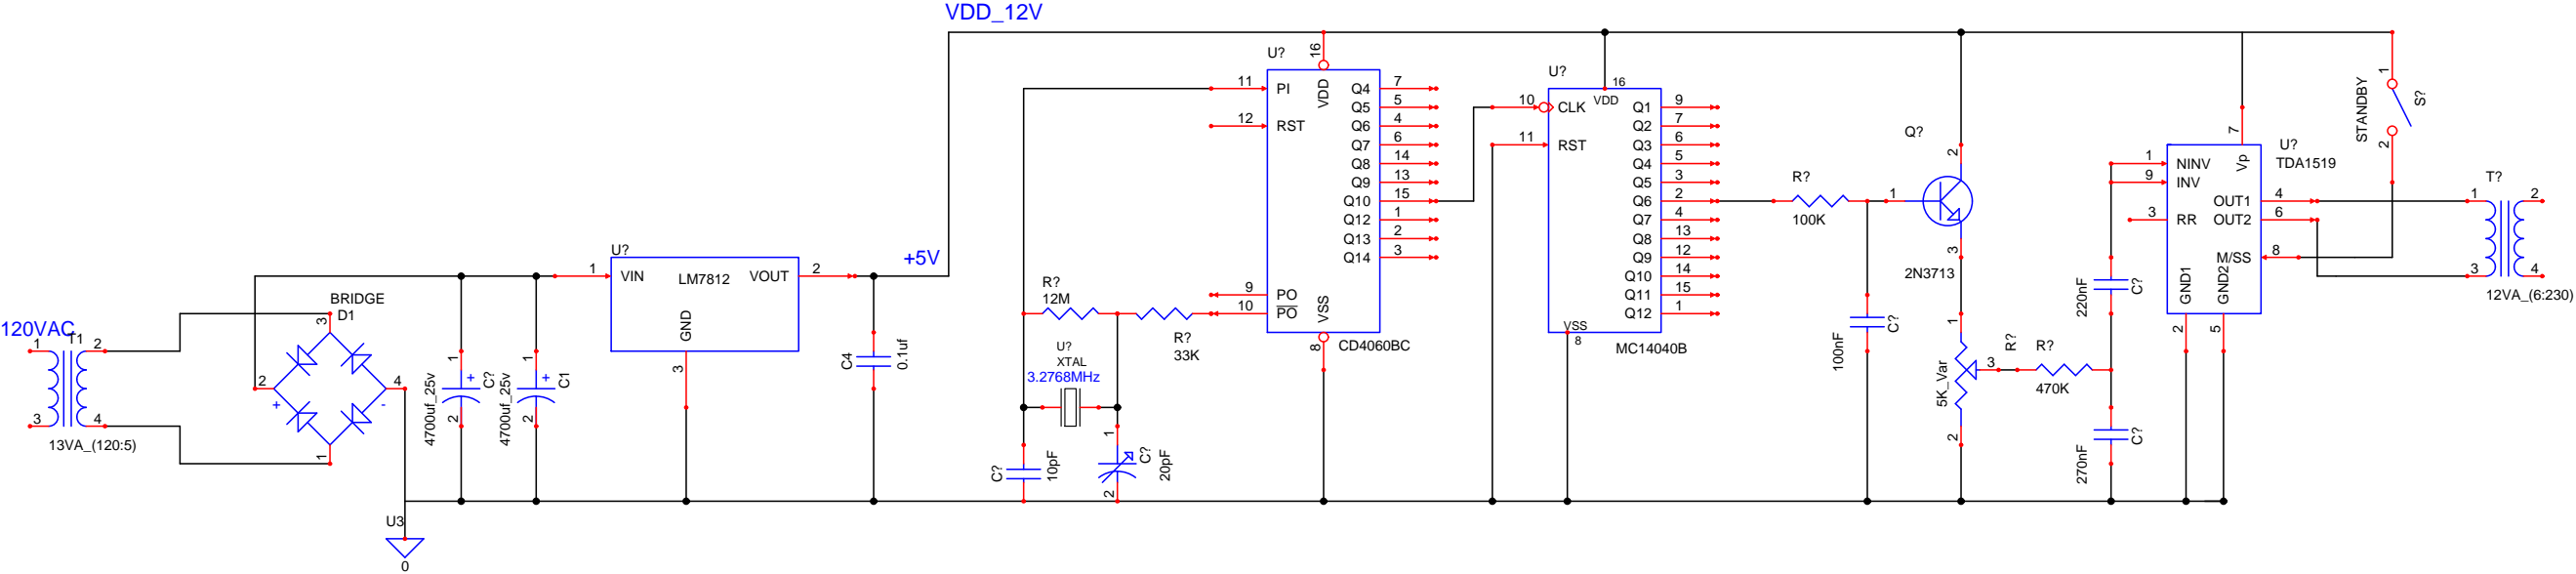 VDD_12V
120VAC
T1
1
2
3
4
13VA_(120:5)
BRIDGE
D1
3
2
4
1
+
-
U3
0
1
+
C?
4700uf_25v
2
1
+
C1
4700uf_25v
2
U?
1
VIN
LM7812
VOUT
2
GND
3
+5V
C4
0.1uf
R?
12M
R?
33K
U?
XTAL
3.2768MHz
C?
10pF
1
C?
20pF
2
U?
16
VDD
11
PI
12
RST
9
PO
10
PO
Q4
7
Q5
5
Q6
4
Q7
6
Q8
14
Q9
13
Q10
15
Q12
1
Q13
2
Q14
3
VSS
8
CD4060BC
U?
16
VDD
10
CLK
11
RST
Q1
9
Q2
7
Q3
6
Q4
5
Q5
3
Q6
2
Q7
4
Q8
13
Q9
12
Q10
14
Q11
15
Q12
1
VSS
8
MC14040B
R?
100K
100nF
C?
Q?
2
1
3
2N3713
1
5K_Var
3
R?
2
R?
470K
220nF
C?
270nF
C?
U?
TDA1519
7
Vp
1
NINV
9
INV
3
RR
OUT1
4
OUT2
6
M/SS
8
GND1
2
GND2
5
STANDBY
1
S?
2
T?
1
2
3
4
12VA_(6:230)